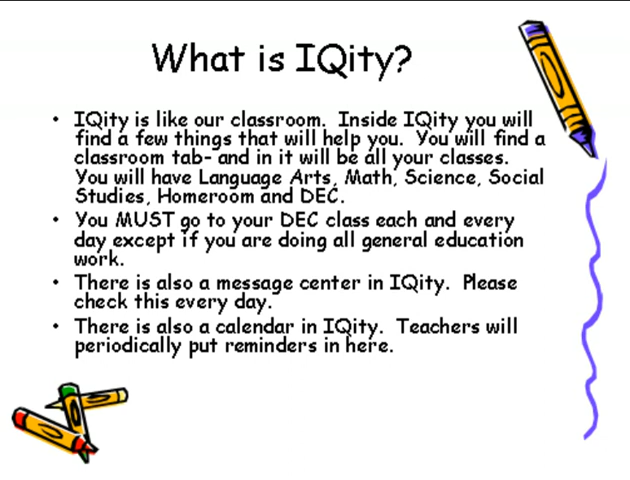 What is IQity?
• IQity is like our classroom.  Inside IQity you will
find a few things that will help you.  You will find a
classroom tab- and in it will be all your classes.
You will have Language Arts, Math, Science, Social
Studies, Homeroom and DEC.
• You MUST go to your DEC class each and every
day except if you are doing all general education
work.
• There is also a message center in IQity.  Please
check this every day.
• There is also a calendar in IQity.  Teachers will
periodically put reminders in here.